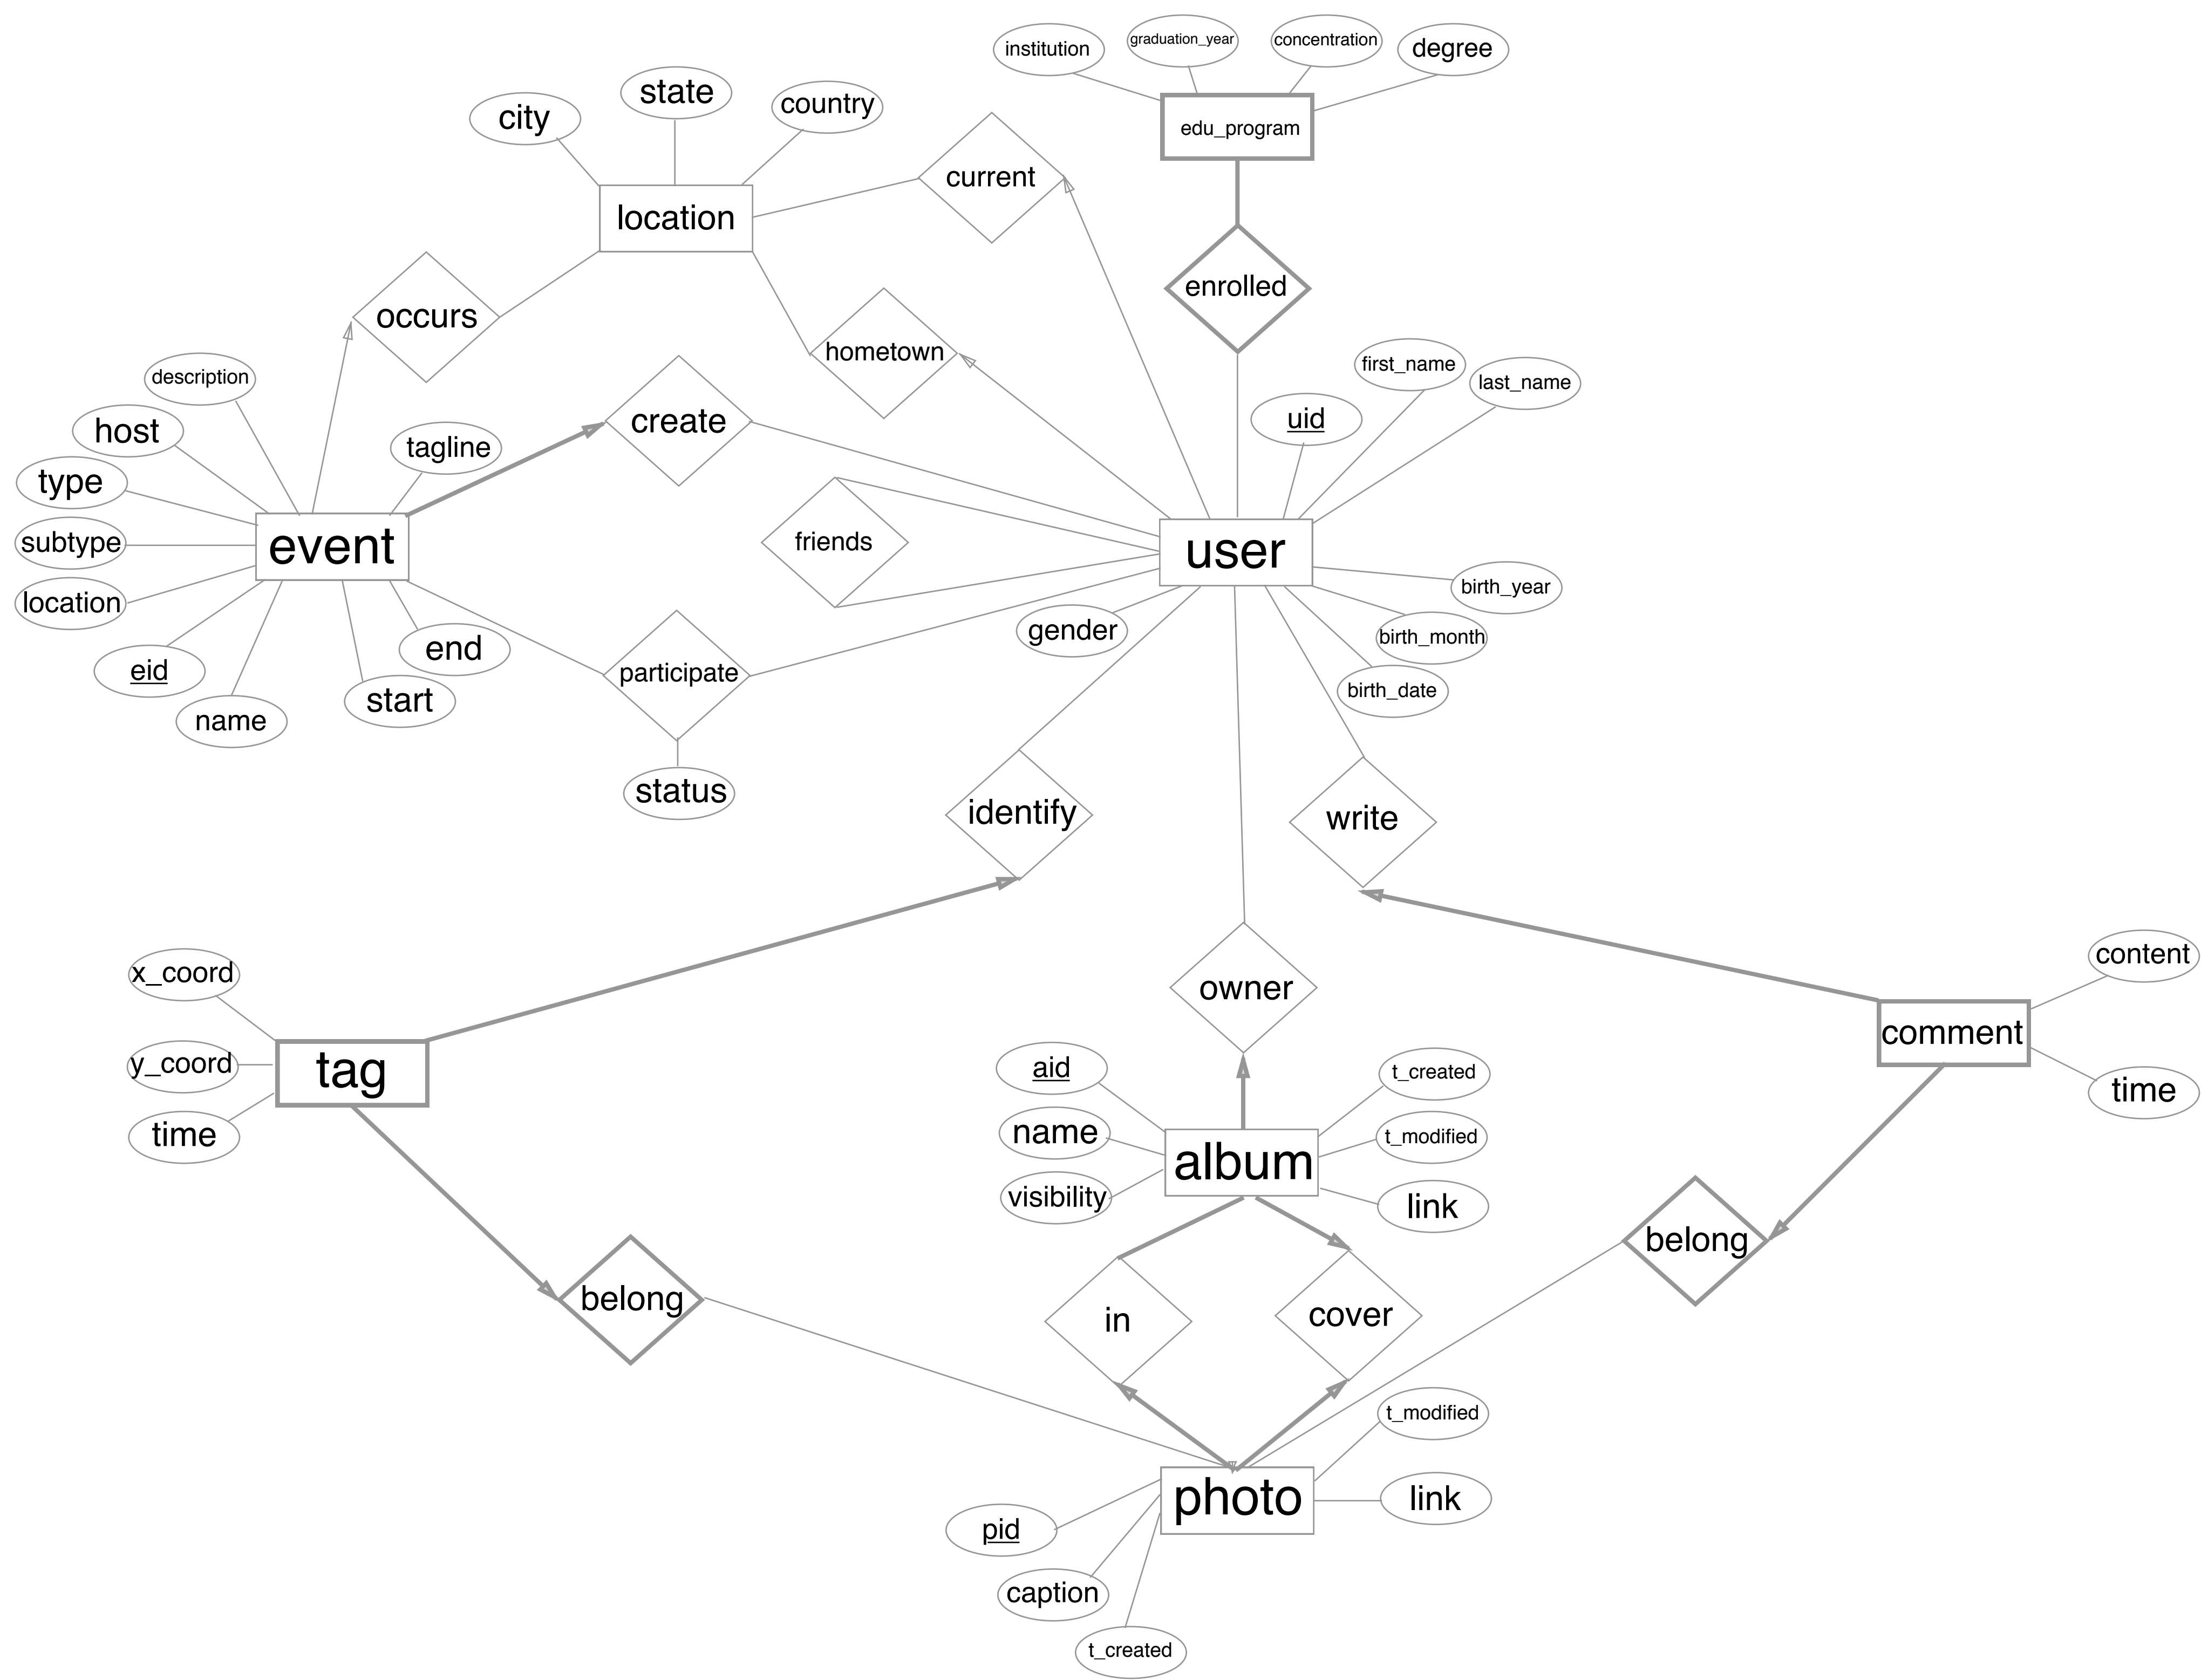 institution
graduation_year
concentration
degree
state
country
city
edu_program
current
location
enrolled
occurs
hometown
first_name
last_name
description
uid
create
host
tagline
type
friends
subtype
event
user
birth_year
location
gender
birth_month
end
eid
participate
birth_date
start
name
status
identify
write
content
x_coord
owner
comment
y_coord
tag
aid
t_created
time
time
name
t_modified
album
visibility
link
belong
belong
in
cover
t_modified
photo
link
pid
caption
t_created